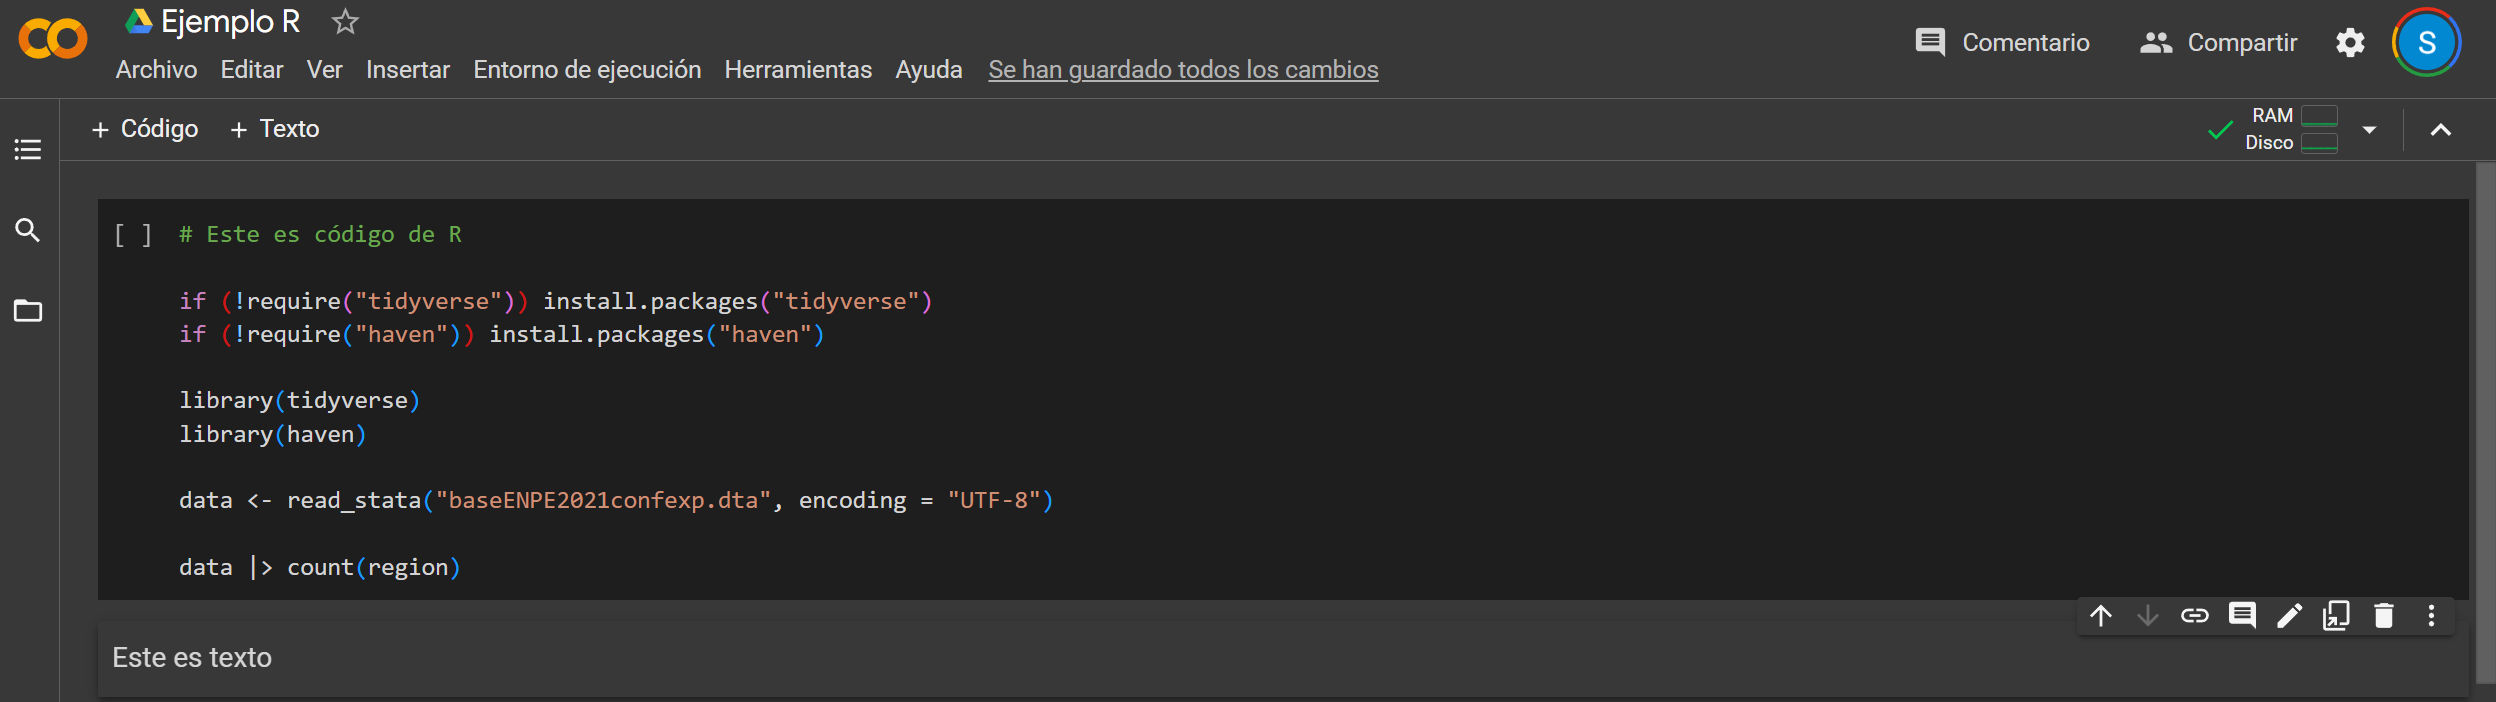 Ejemplo R
Archivo Editar Ver Insertar Entorno de ejecución Herramientas Ayuda Se han guardado todos los cambios
Comentario Compartir S
+ Código + Texto
RAM
Disco
[ ] # Este es código de R
if (!require("tidyverse")) install.packages("tidyverse")
if (!require("haven")) install.packages("haven")
library(tidyverse)
library(haven)
data <- read_stata("baseENPE2021confexp.dta", encoding = "UTF-8")
data |> count(region)
Este es texto